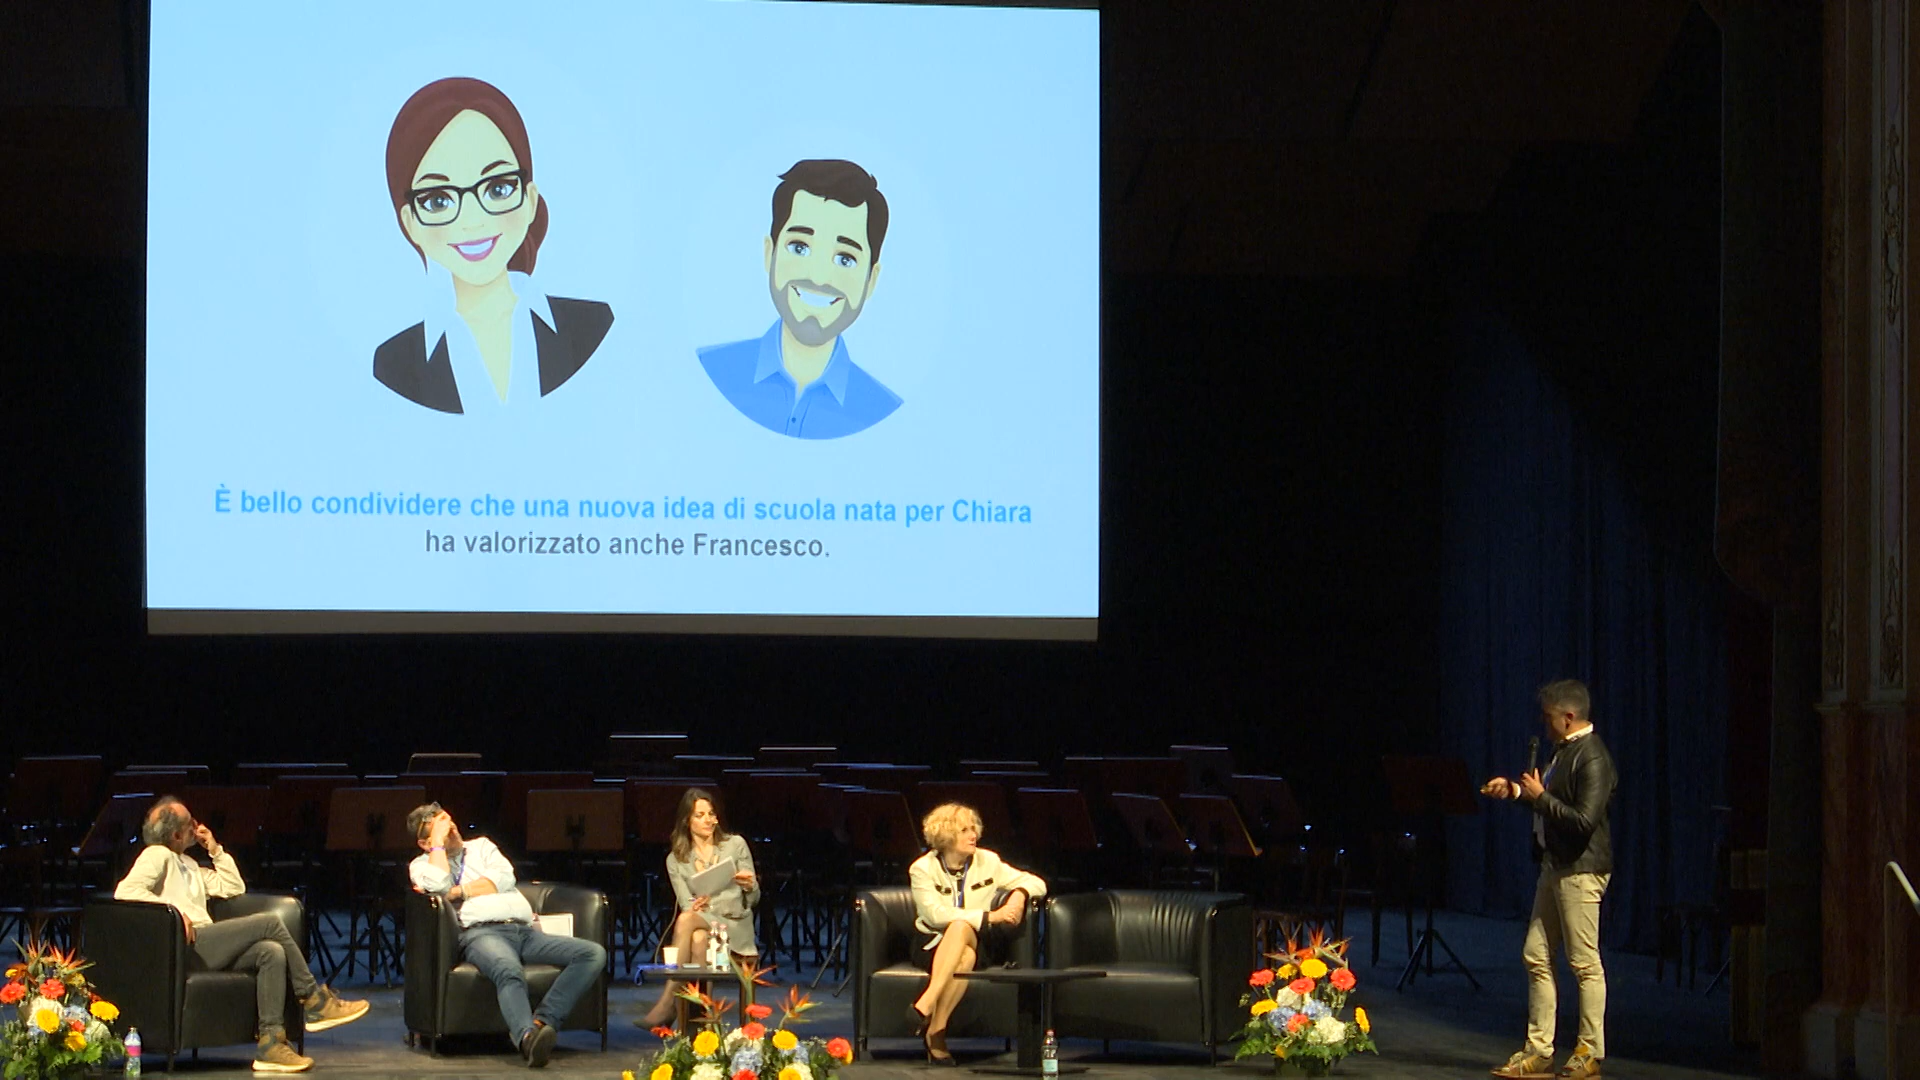 È bello condividere che una nuova idea di scuola nata per Chiara
ha valorizzato anche Francesco.